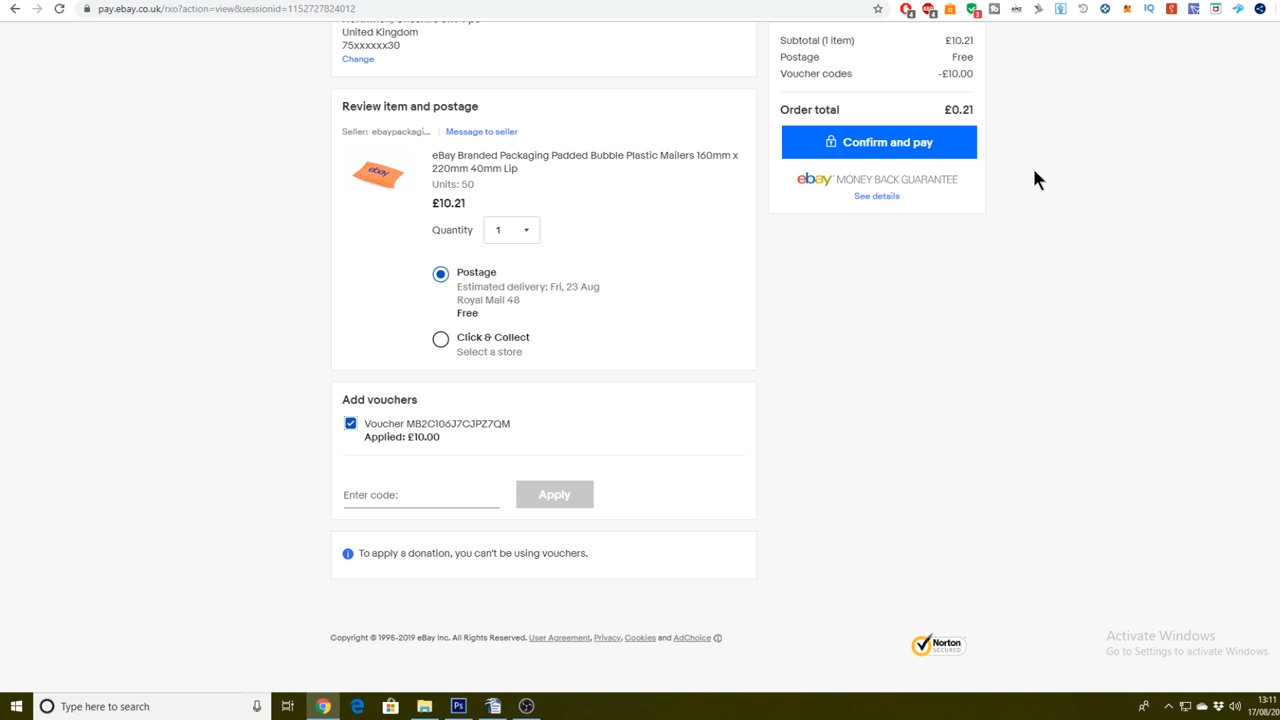 pay.ebay.co.uk/rxo?action=view&sessionid=1152727824012
United Kingdom
75xxxxxx30
Change
Review item and postage
Seller: ebaypackagi... Message to seller
ebay
eBay Branded Packaging Padded Bubble Plastic Mailers 160mm x
220mm 40mm Lip
Units: 50
£10.21
Quantity 1
Postage
Estimated delivery: Fri, 23 Aug
Royal Mail 48
Free
Click & Collect
Select a store
Add vouchers
Voucher MB2C106J7CJPZ7QM
Applied: £10.00
Enter code: Apply
To apply a donation, you can't be using vouchers.
Subtotal (1 item) £10.21
Postage Free
Voucher codes -£10.00
Order total £0.21
Confirm and pay
ebay MONEY BACK GUARANTEE
See details
Copyright © 1995-2019 eBay Inc. All Rights Reserved. User Agreement, Privacy, Cookies and AdChoice
Norton
SECURED
Activate Windows
Go to Settings to activate Windows.
Type here to search
Ps
13:11
17/08/20